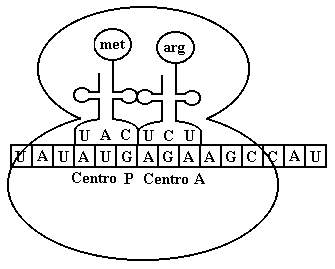 met arg
U A C U C U
U A U A U G A G A A G C C A U
Centro P Centro A